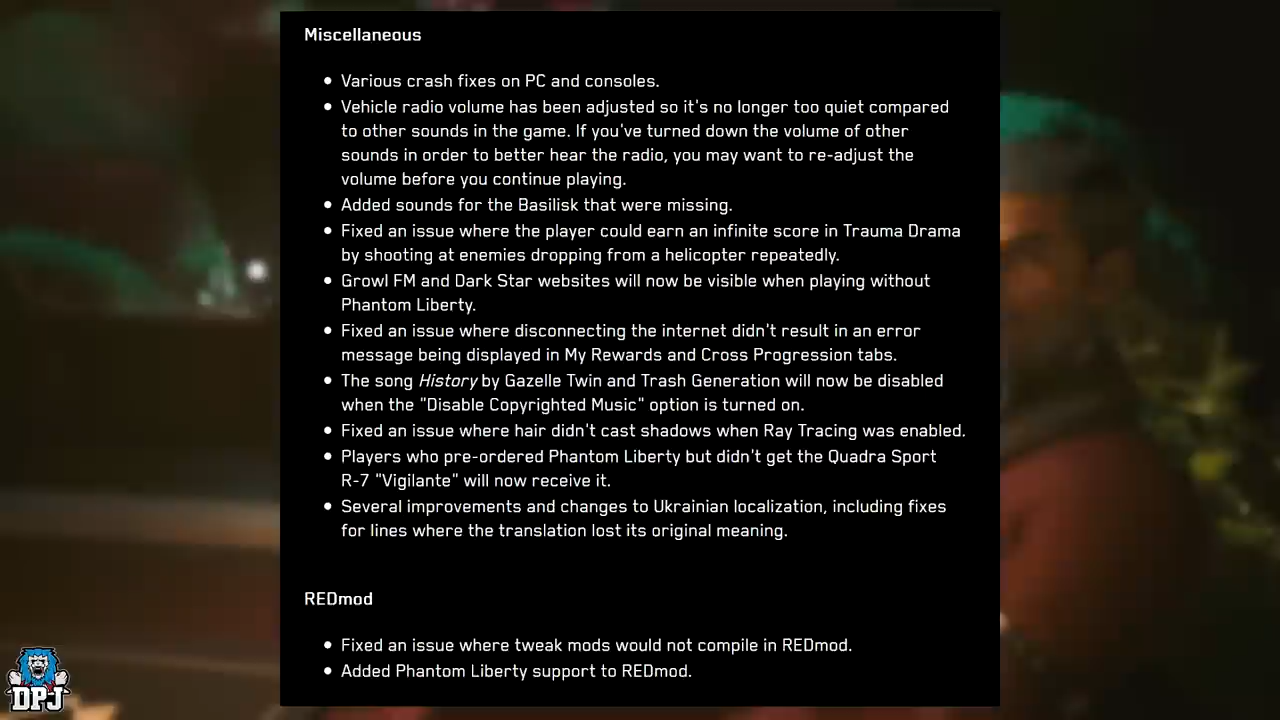 Miscellaneous
• Various crash fixes on PC and consoles.
• Vehicle radio volume has been adjusted so it's no longer too quiet compared
to other sounds in the game. If you've turned down the volume of other
sounds in order to better hear the radio, you may want to re-adjust the
volume before you continue playing.
• Added sounds for the Basilisk that were missing.
• Fixed an issue where the player could earn an infinite score in Trauma Drama
by shooting at enemies dropping from a helicopter repeatedly.
• Growl FM and Dark Star websites will now be visible when playing without
Phantom Liberty.
• Fixed an issue where disconnecting the internet didn't result in an error
message being displayed in My Rewards and Cross Progression tabs.
• The song History by Gazelle Twin and Trash Generation will now be disabled
when the "Disable Copyrighted Music" option is turned on.
• Fixed an issue where hair didn't cast shadows when Ray Tracing was enabled.
• Players who pre-ordered Phantom Liberty but didn't get the Quadra Sport
R-7 "Vigilante" will now receive it.
• Several improvements and changes to Ukrainian localization, including fixes
for lines where the translation lost its original meaning.
REDmod
• Fixed an issue where tweak mods would not compile in REDmod.
• Added Phantom Liberty support to REDmod.
DPJ